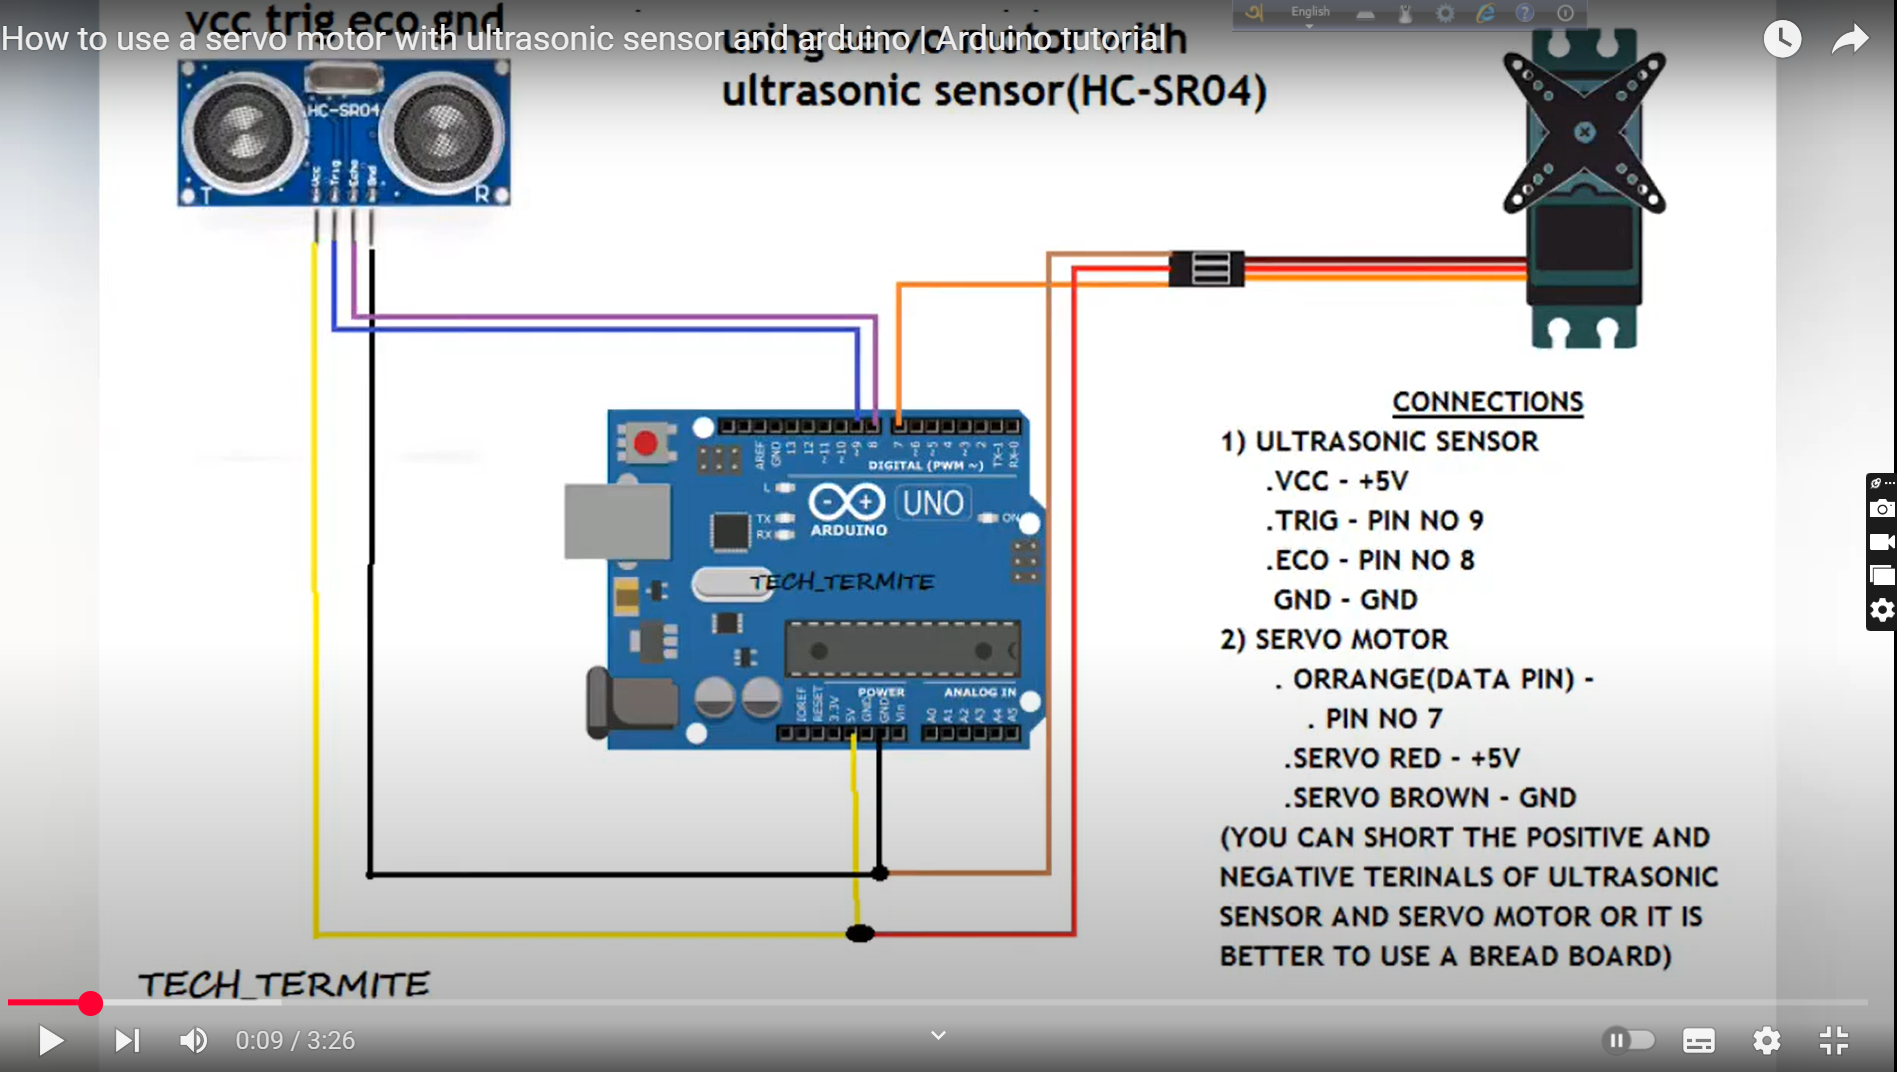 vcc trig eco gnd
How to use a servo motor with ultrasonic sensor and arduino | Arduino tutorial
using servo motor with
ultrasonic sensor(HC-SR04)
English
HC-SR04
Vcc
Trig
Echo
Gnd
T
R
AREF
GND
13
12
~11
~10
~9
8
7
~6
~5
4
~3
2
TX-1
RX-0
DIGITAL (PWM ~)
L
TX
RX
UNO
ON
ARDUINO
TECH_TERMITE
POWER
ANALOG IN
IOREF
RESET
3.3V
5V
GND
GND
Vin
A0
A1
A2
A3
A4
A5
CONNECTIONS
1) ULTRASONIC SENSOR
.VCC - +5V
.TRIG - PIN NO 9
.ECO - PIN NO 8
GND - GND
2) SERVO MOTOR
. ORRANGE(DATA PIN) -
. PIN NO 7
.SERVO RED - +5V
.SERVO BROWN - GND
(YOU CAN SHORT THE POSITIVE AND
NEGATIVE TERINALS OF ULTRASONIC
SENSOR AND SERVO MOTOR OR IT IS
BETTER TO USE A BREAD BOARD)
TECH_TERMITE
0:09 / 3:26